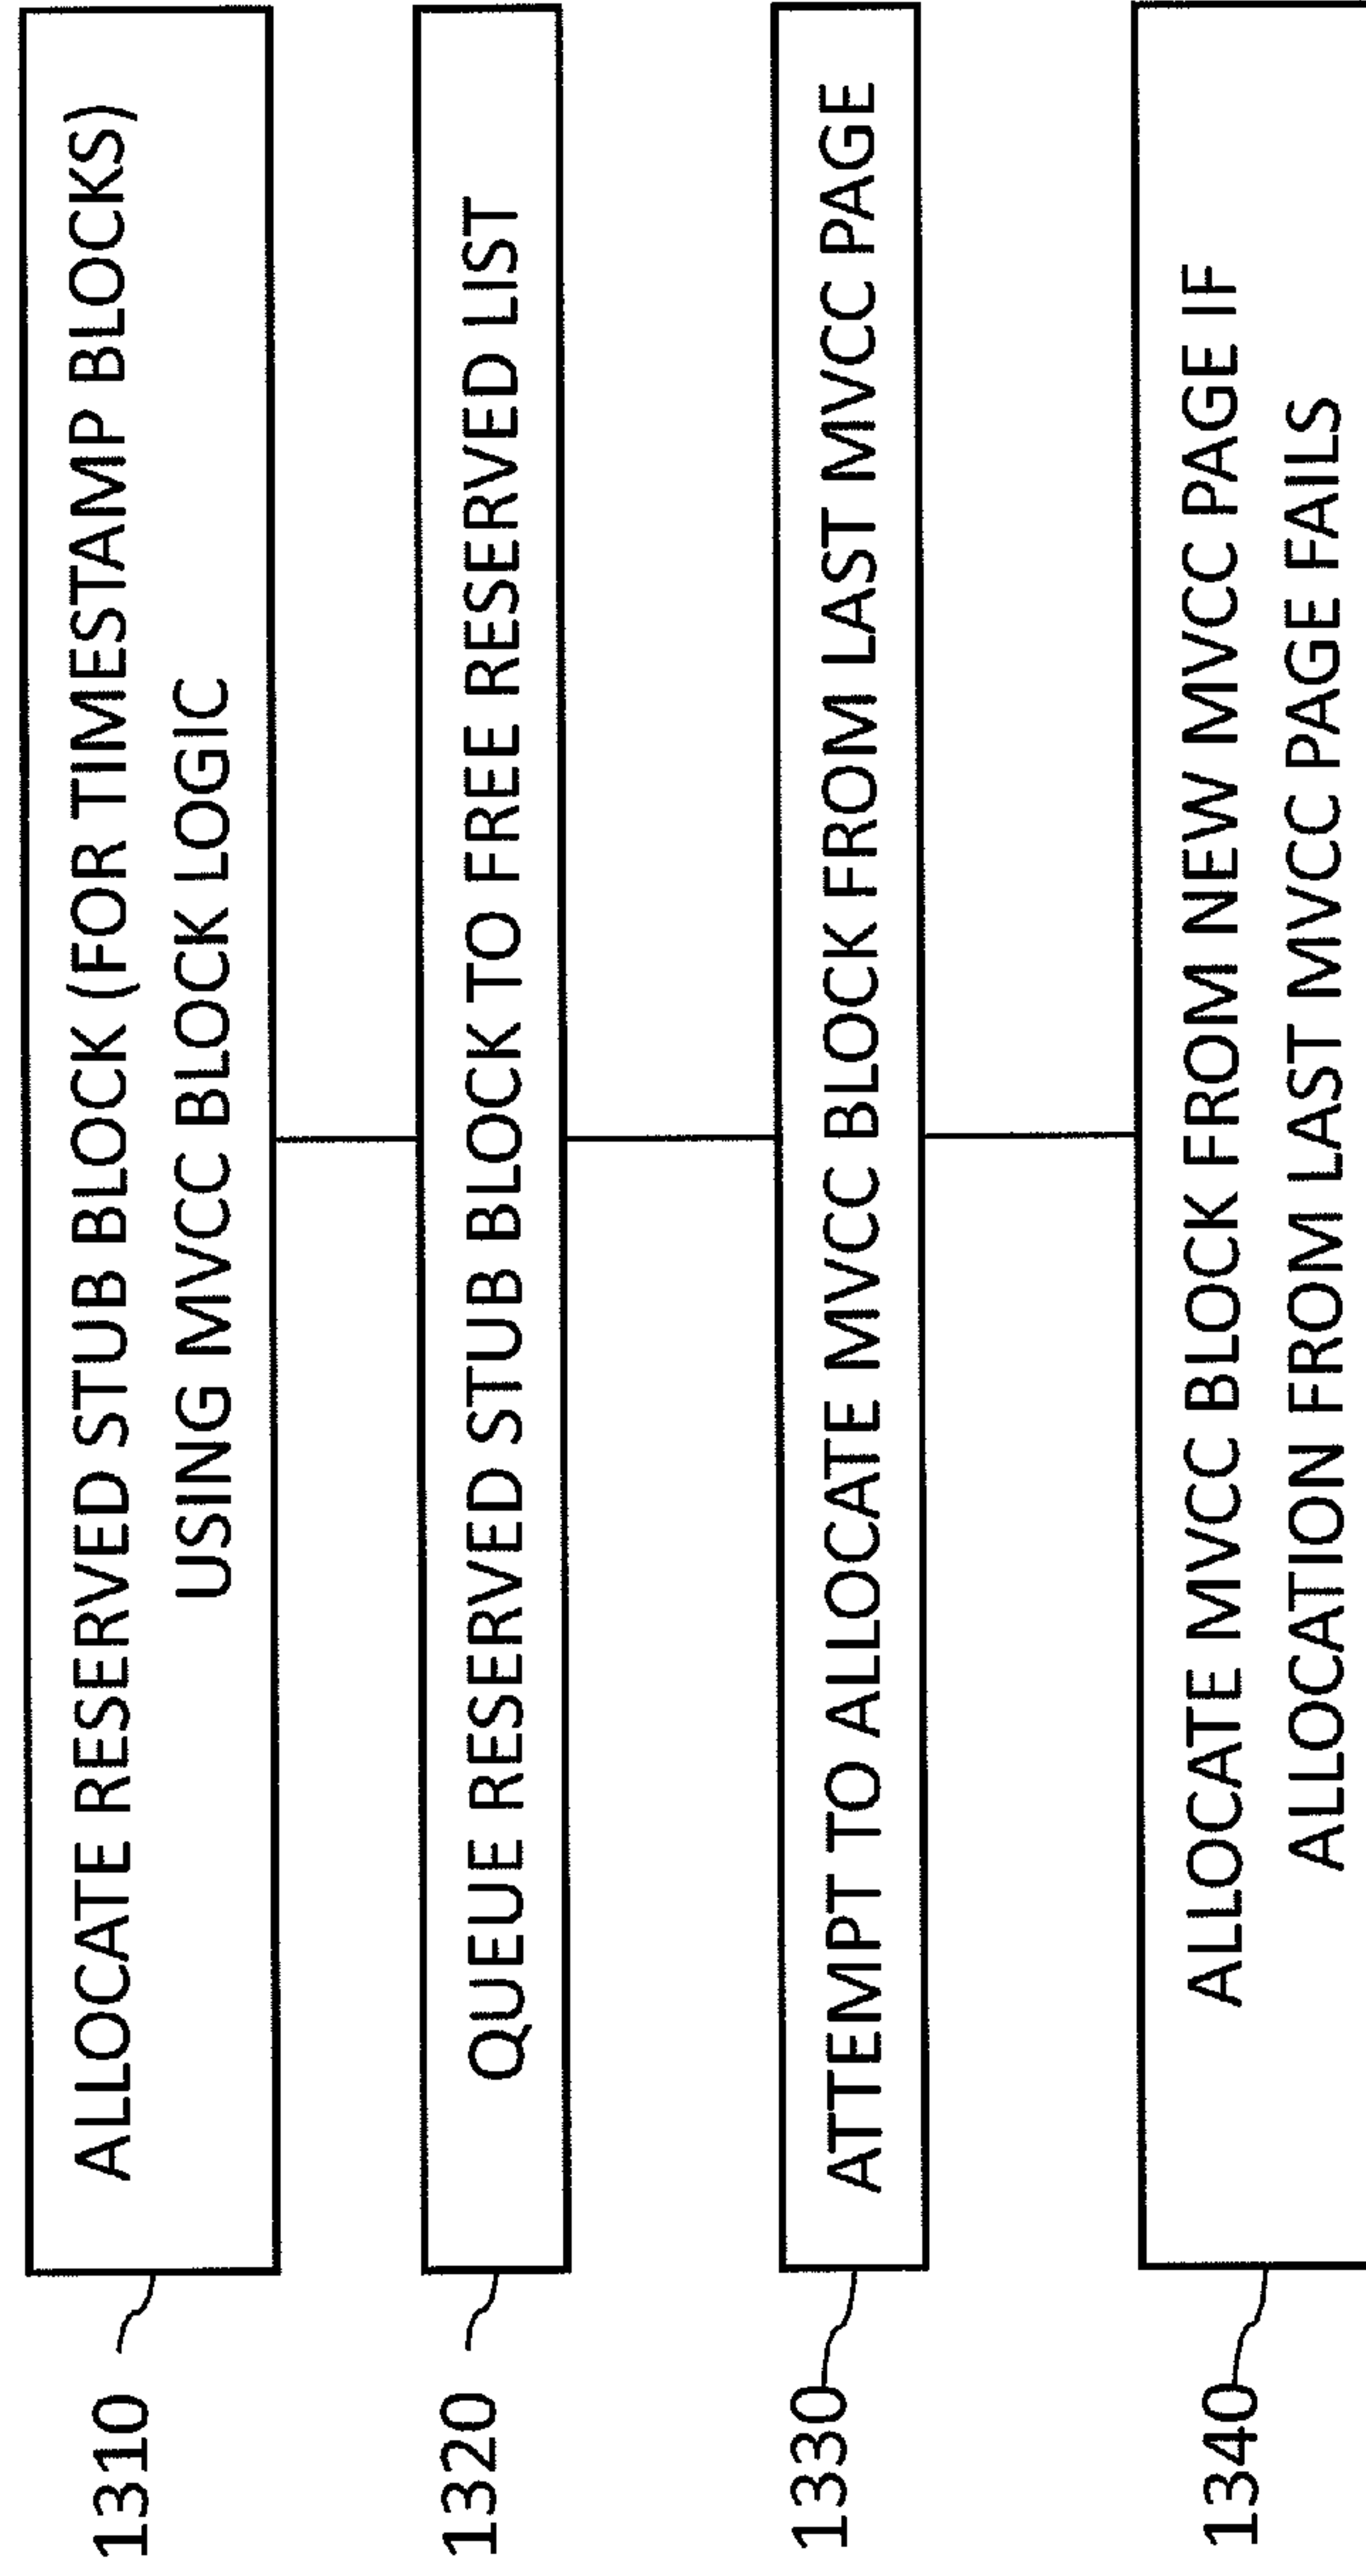 1310
ALLOCATE RESERVED STUB BLOCK (FOR TIMESTAMP BLOCKS)
USING MVCC BLOCK LOGIC
1320
QUEUE RESERVED STUB BLOCK TO FREE RESERVED LIST
1330
ATTEMPT TO ALLOCATE MVCC BLOCK FROM LAST MVCC PAGE
1340
ALLOCATE MVCC BLOCK FROM NEW MVCC PAGE IF
ALLOCATION FROM LAST MVCC PAGE FAILS